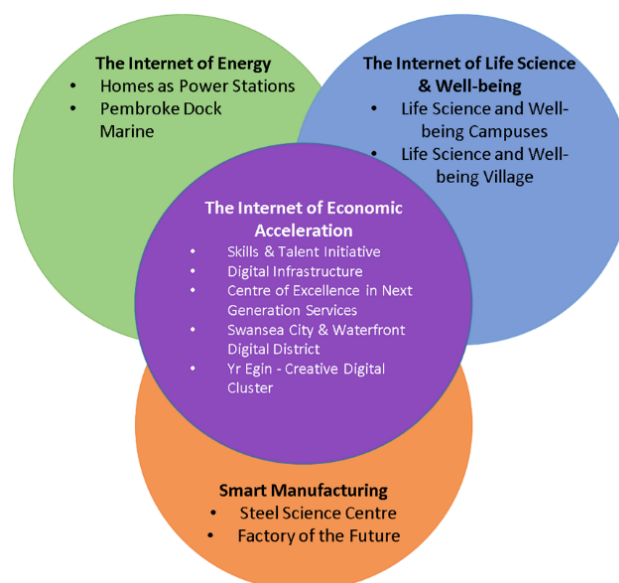 The Internet of Energy
• Homes as Power Stations
• Pembroke Dock
Marine
The Internet of Life Science
& Well-being
• Life Science and Well-
being Campuses
• Life Science and Well-
being Village
The Internet of Economic
Acceleration
• Skills & Talent Initiative
• Digital Infrastructure
• Centre of Excellence in Next
Generation Services
• Swansea City & Waterfront
Digital District
• Yr Egin - Creative Digital
Cluster
Smart Manufacturing
• Steel Science Centre
• Factory of the Future